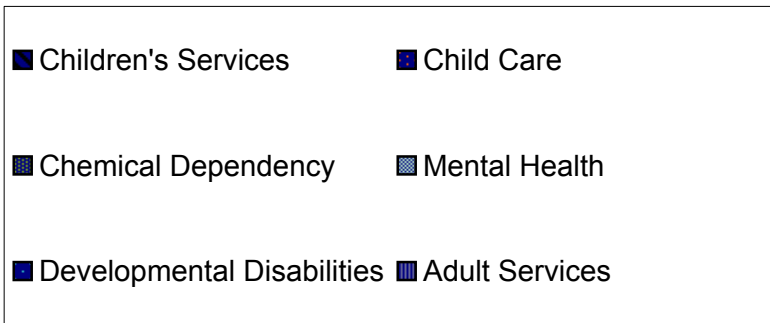 Children's Services Child Care
Chemical Dependency Mental Health
Developmental Disabilities Adult Services